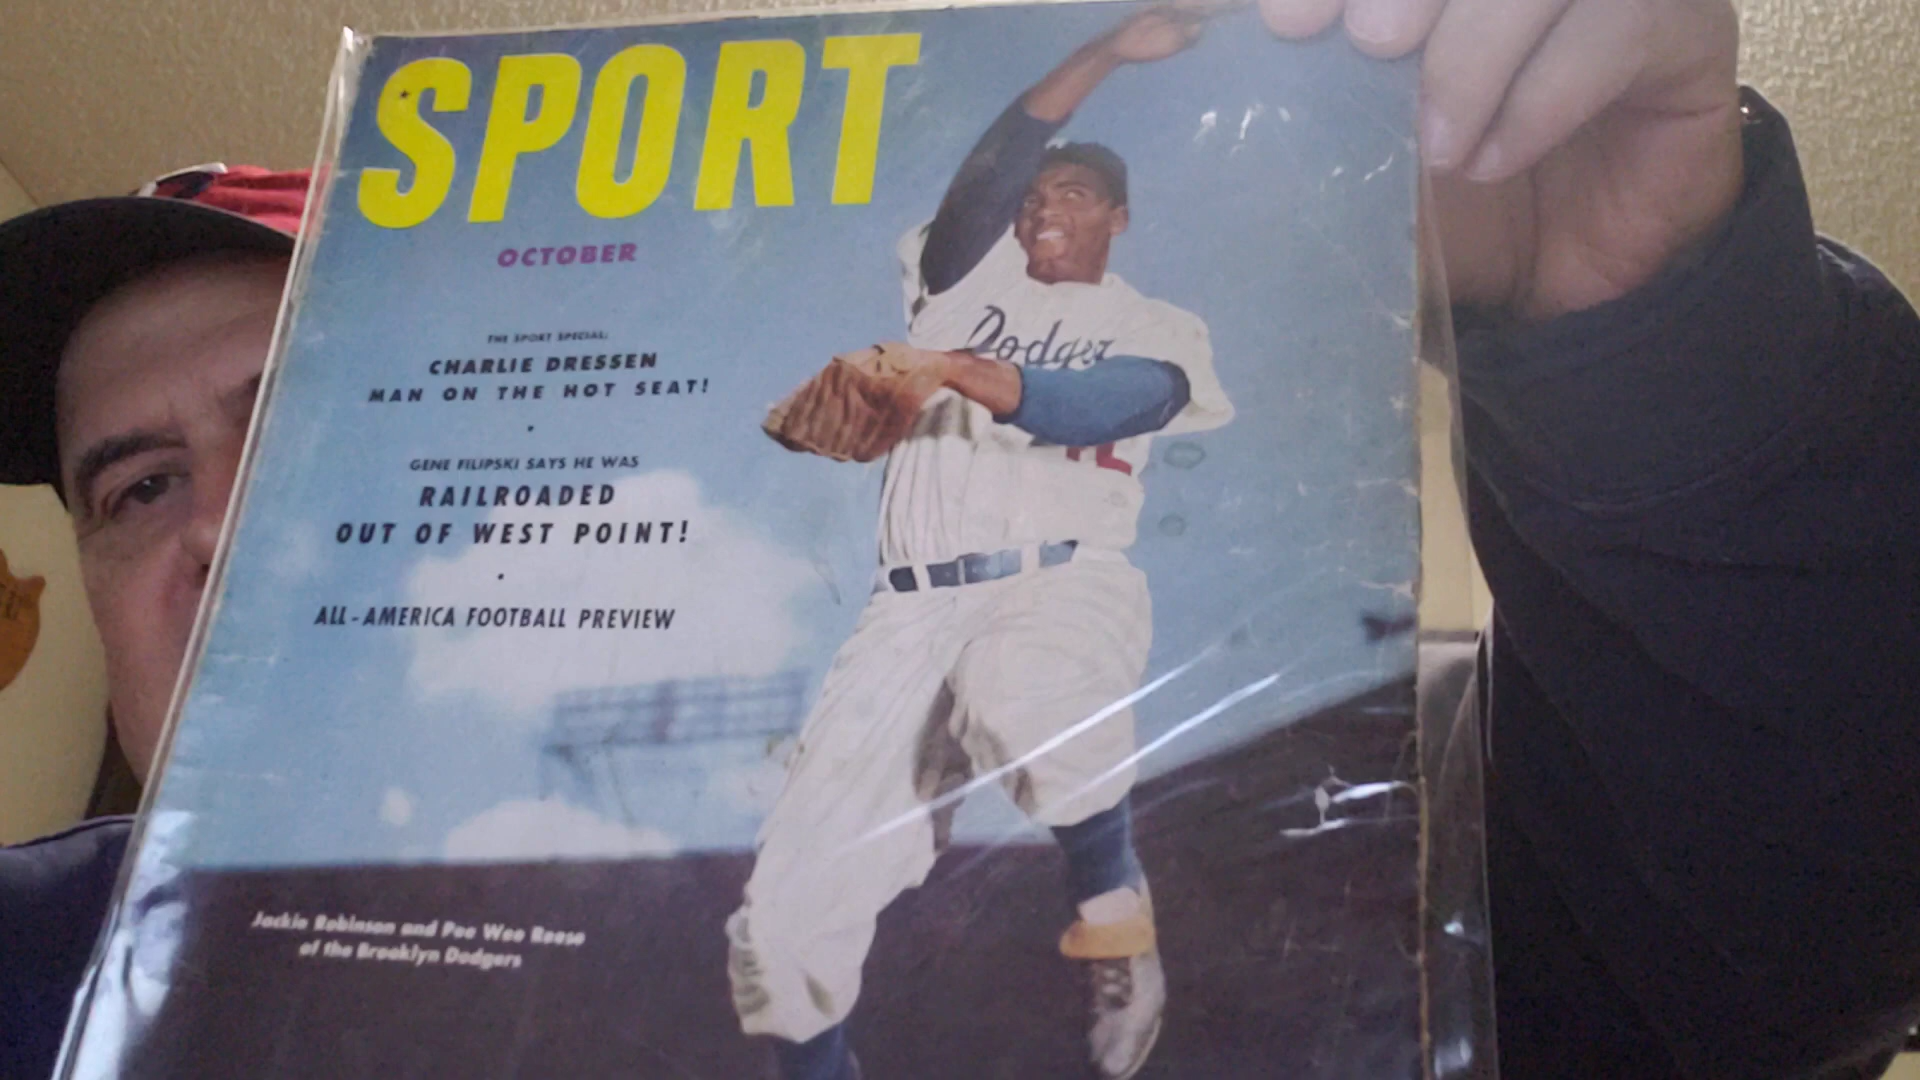 SPORT
OCTOBER
THE SPORT SPECIAL:
CHARLIE DRESSEN
MAN ON THE HOT SEAT!
GENE FILIPSKI SAYS HE WAS
RAILROADED
OUT OF WEST POINT!
ALL-AMERICA FOOTBALL PREVIEW
Dodger
Jackie Robinson and Pee Wee Reese
of the Brooklyn Dodgers